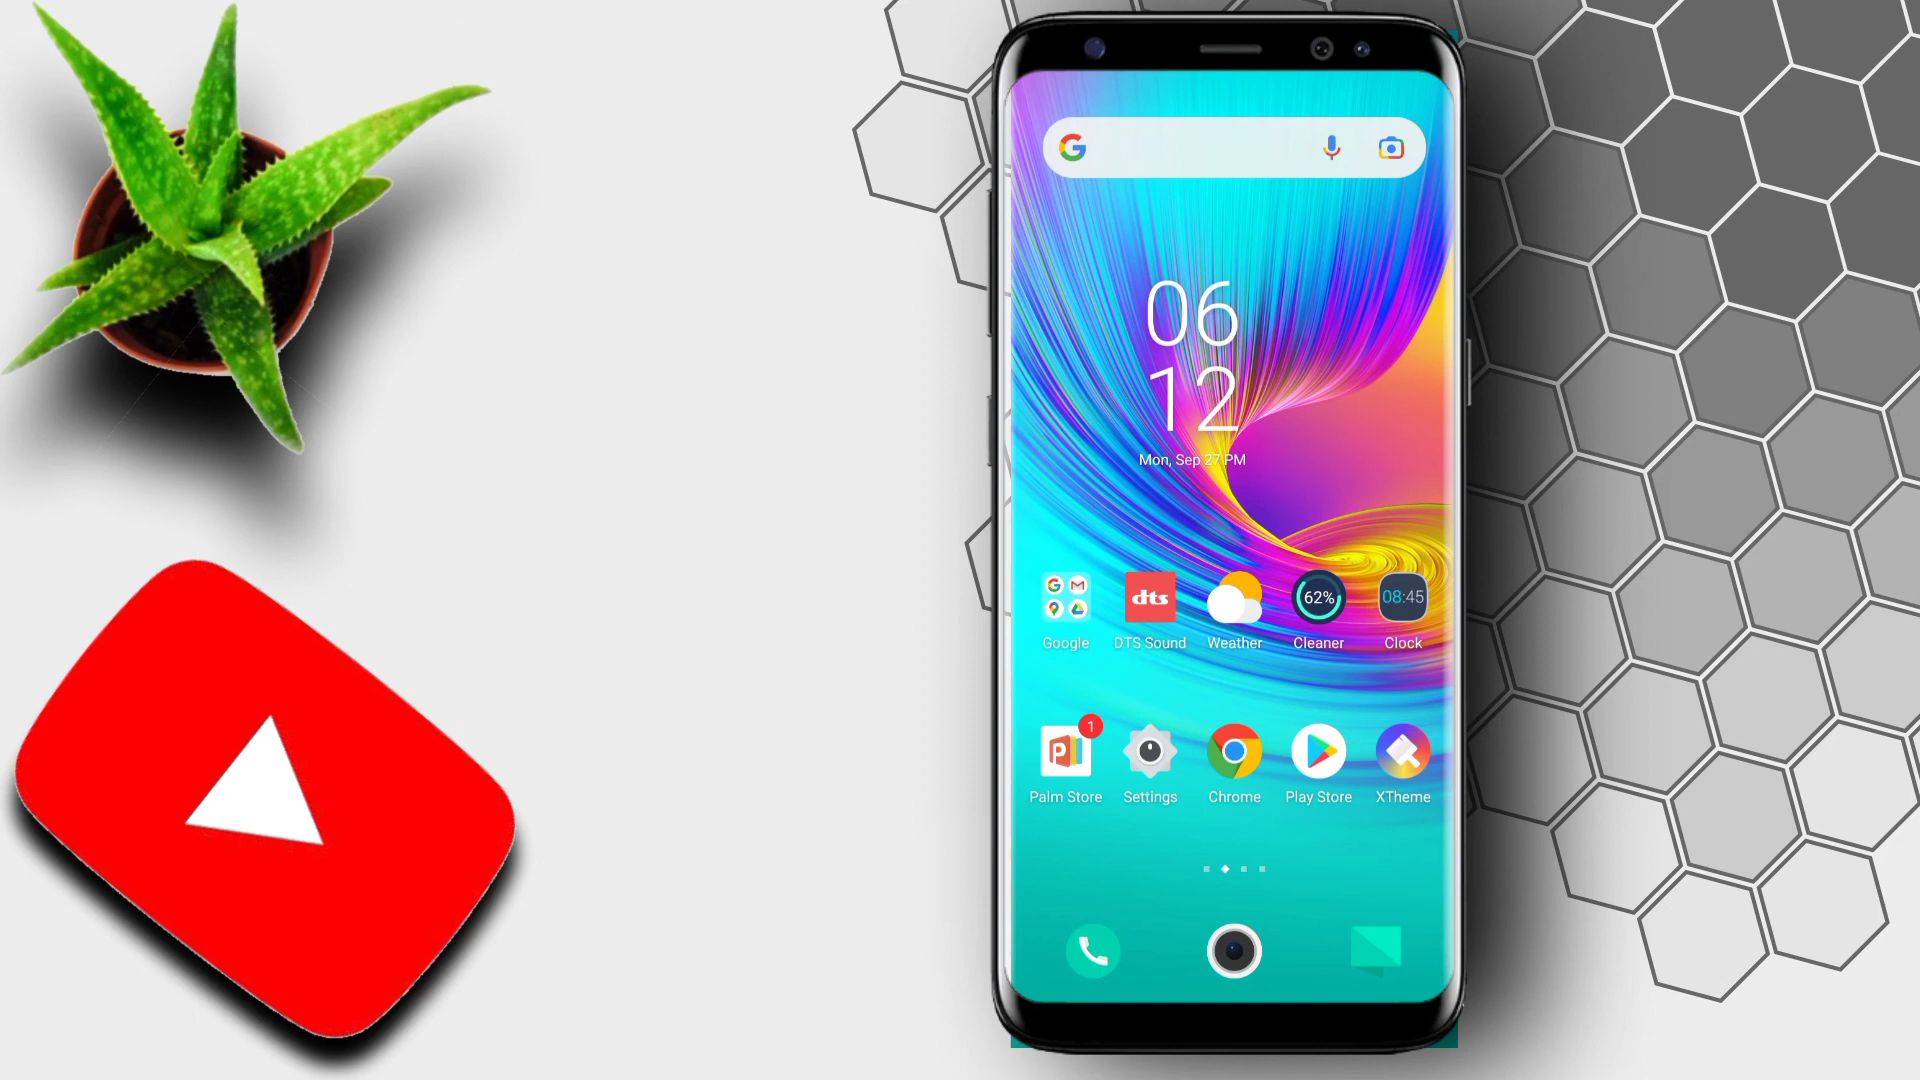 06
12
Mon, Sep 27 PM
dts
62%
08:45
Google
DTS Sound
Weather
Cleaner
Clock
1
Palm Store
Settings
Chrome
Play Store
XTheme